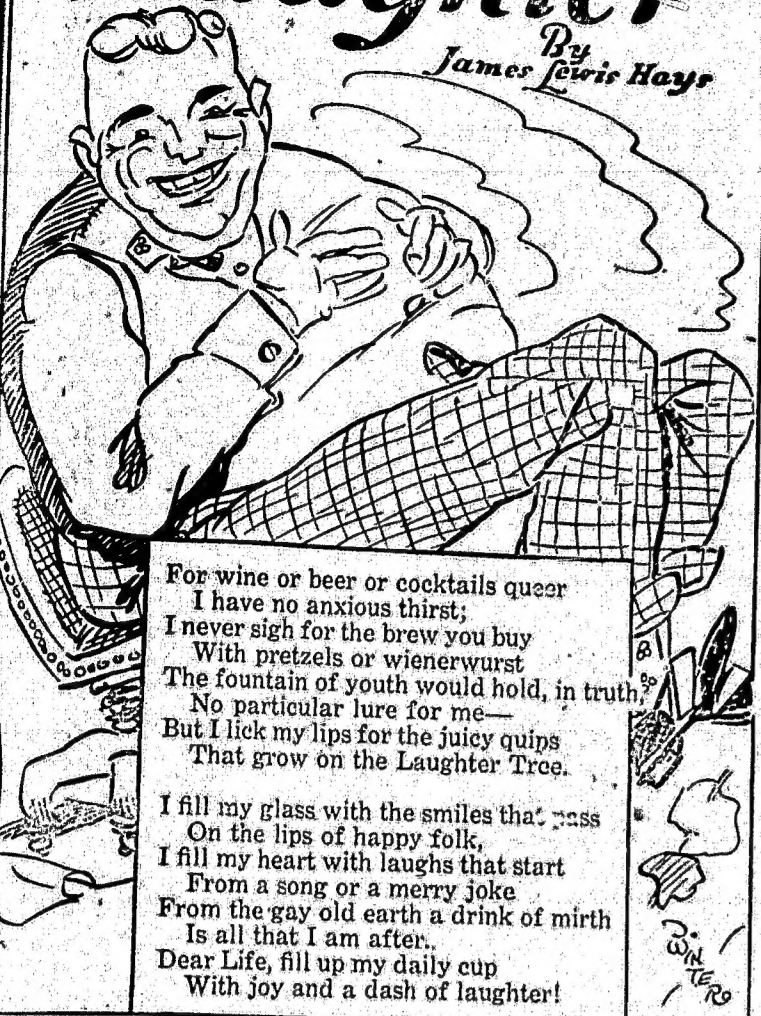 Laughter
By
James Lewis Hays
For wine or beer or cocktails queer
I have no anxious thirst;
I never sigh for the brew you buy
With pretzels or wienerwurst
The fountain of youth would hold, in truth,
No particular lure for me—
But I lick my lips for the juicy quips
That grow on the Laughter Tree.
I fill my glass with the smiles that pass
On the lips of happy folk,
I fill my heart with laughs that start
From a song or a merry joke
From the gay old earth a drink of mirth
Is all that I am after.
Dear Life, fill up my daily cup
With joy and a dash of laughter!
D.
WINTERS